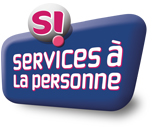 S!
services à
la personne